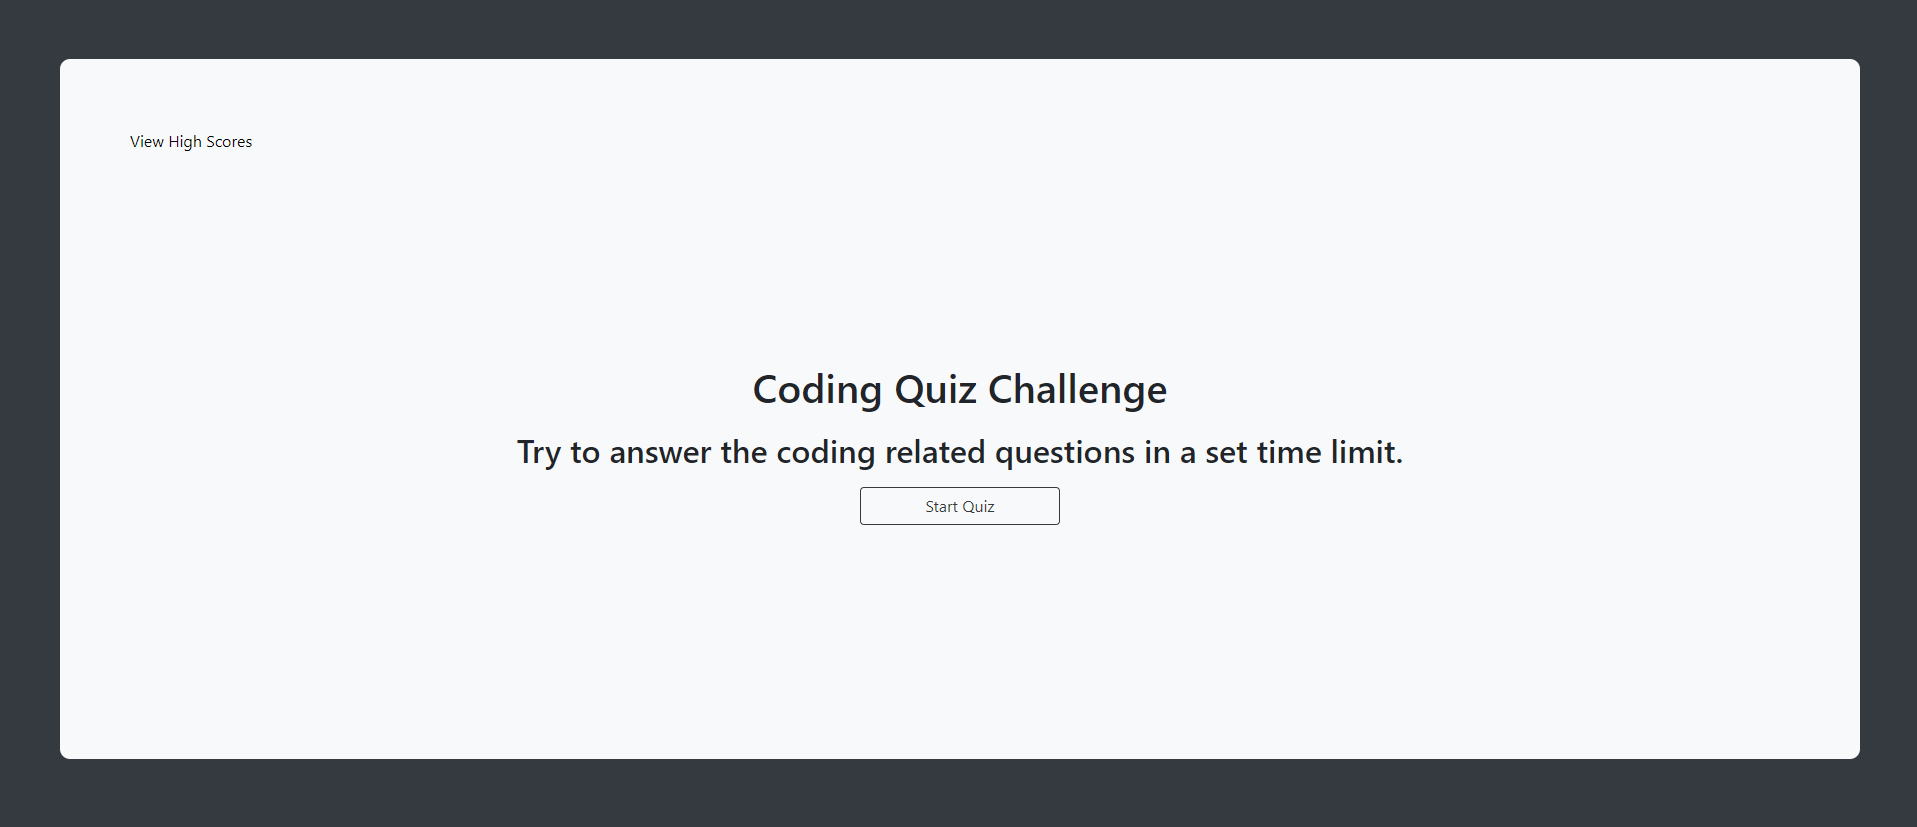 View High Scores
Coding Quiz Challenge
Try to answer the coding related questions in a set time limit.
Start Quiz